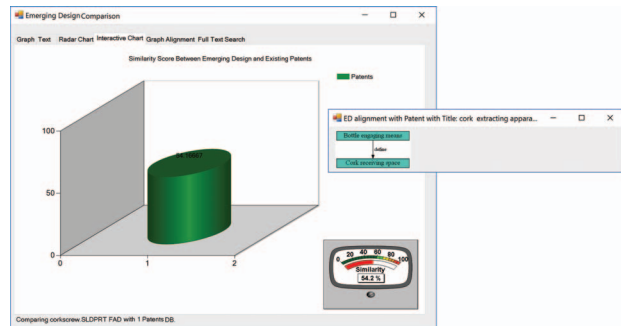 Emerging Design Comparison
Graph Text Radar Chart Interactive Chart Graph Alignment Full Text Search
Similarity Score Between Emerging Design and Existing Patents
Patents
100
50
0
0 1 2
54.16667
ED alignment with Patent with Title: cork extracting appara...
Bottle engaging means
define
Cork receiving space
0 20 40 60 80 100
Similarity
54.2 %
Comparing corkscrew.SLDPRT.FAD with 1 Patents DB.